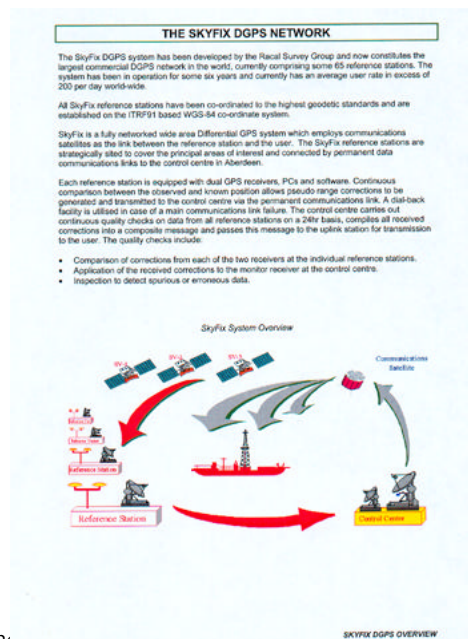 THE SKYFIX DGPS NETWORK
The SkyFix DGPS system has been developed by the Racal Survey Group and now constitutes the
largest commercial DGPS network in the world, currently comprising some 65 reference stations. The
system has been in operation for some six years and currently has an average user rate in excess of
200 per day world-wide.
All SkyFix reference stations have been co-ordinated to the highest geodetic standards and are
established on the ITRF91 based WGS-84 co-ordinate system.
SkyFix is a fully networked wide area Differential GPS system which employs communications
satellites as the link between the reference station and the user. The SkyFix reference stations are
strategically sited to cover the principal areas of interest and connected by permanent data
communications links to the control centre in Aberdeen.
Each reference station is equipped with dual GPS receivers, PCs and software. Continuous
comparison between the observed and known position allows pseudo range corrections to be
generated and transmitted to the control centre via the permanent communications link. A dial-back
facility is utilised in case of a main communications link failure. The control centre carries out
continuous quality checks on data from all reference stations on a 24hr basis, compiles all received
corrections into a composite message and passes this message to the uplink station for transmission
to the user. The quality checks include:
• Comparison of corrections from each of the two receivers at the individual reference stations.
• Application of the received corrections to the monitor receiver at the control centre.
• Inspection to detect spurious or erroneous data.
SkyFix System Overview
Communications
Satellite
Reference Station
Reference Station
Control Centre
SKYFIX DGPS OVERVIEW